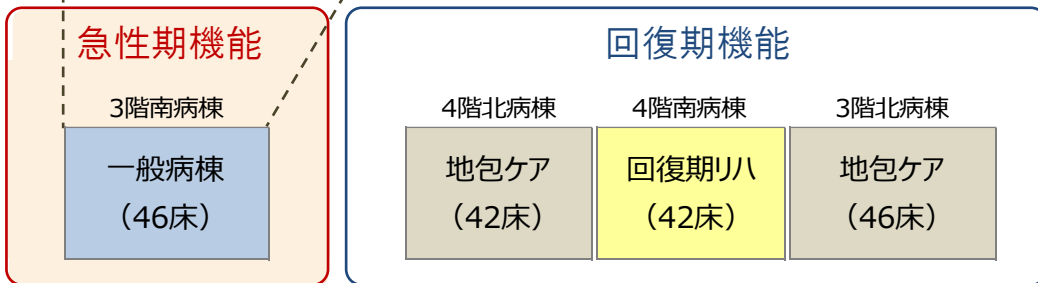 急性期機能
3階南病棟
一般病棟
（46床）
回復期機能
4階北病棟
地包ケア
（42床）
4階南病棟
回復期リハ
（42床）
3階北病棟
地包ケア
（46床）